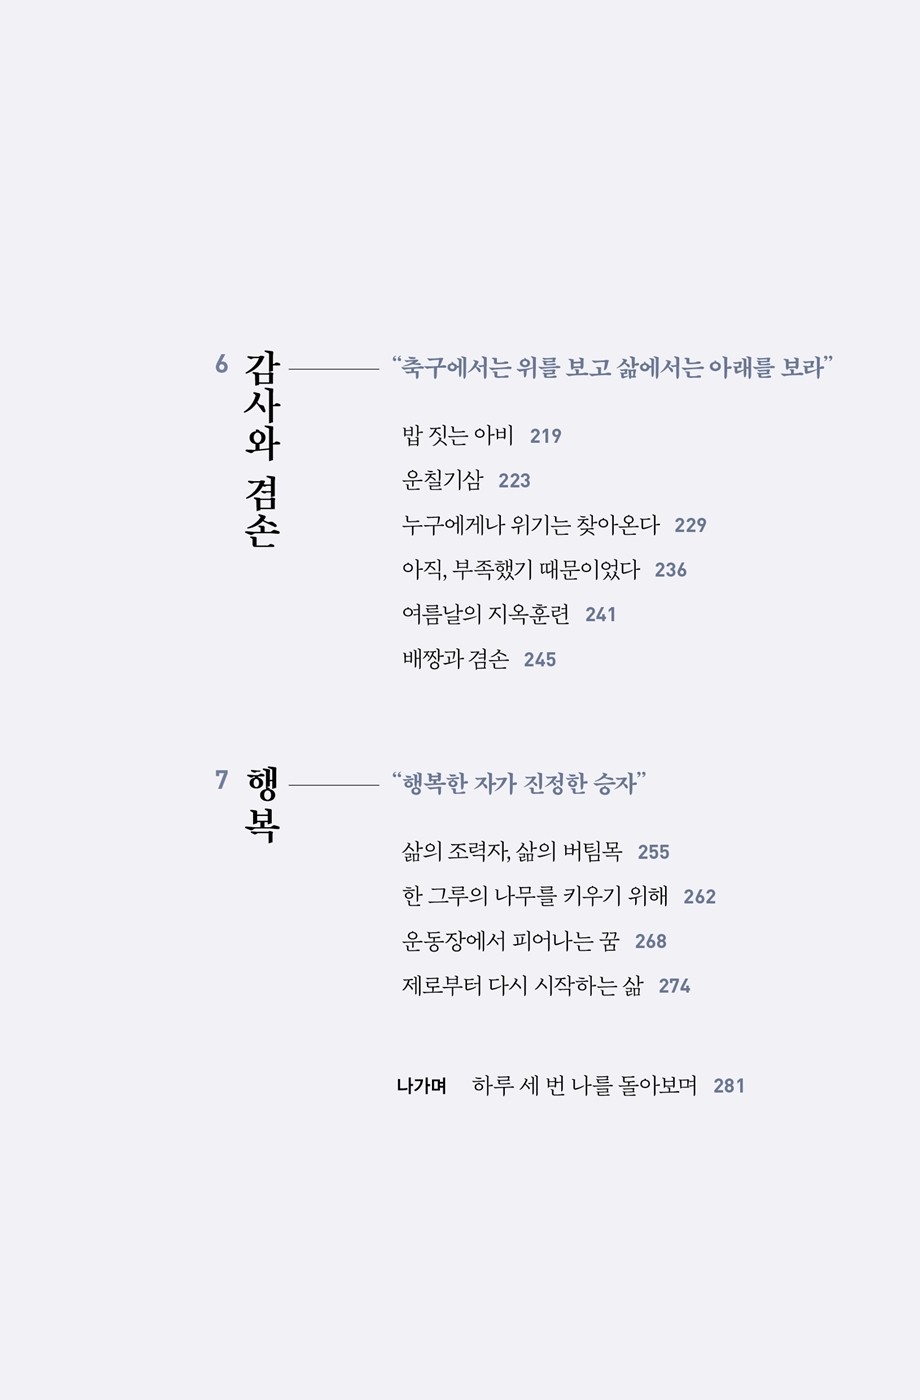 6 감사와 겸손 “축구에서는 위를 보고 삶에서는 아래를 보라”
밥 짓는 아비 219
운칠기삼 223
누구에게나 위기는 찾아온다 229
아직, 부족했기 때문이었다 236
여름날의 지옥훈련 241
배짱과 겸손 245
7 행복 “행복한 자가 진정한 승자”
삶의 조력자, 삶의 버팀목 255
한 그루의 나무를 키우기 위해 262
운동장에서 피어나는 꿈 268
제로부터 다시 시작하는 삶 274
나가며 하루 세 번 나를 돌아보며 281